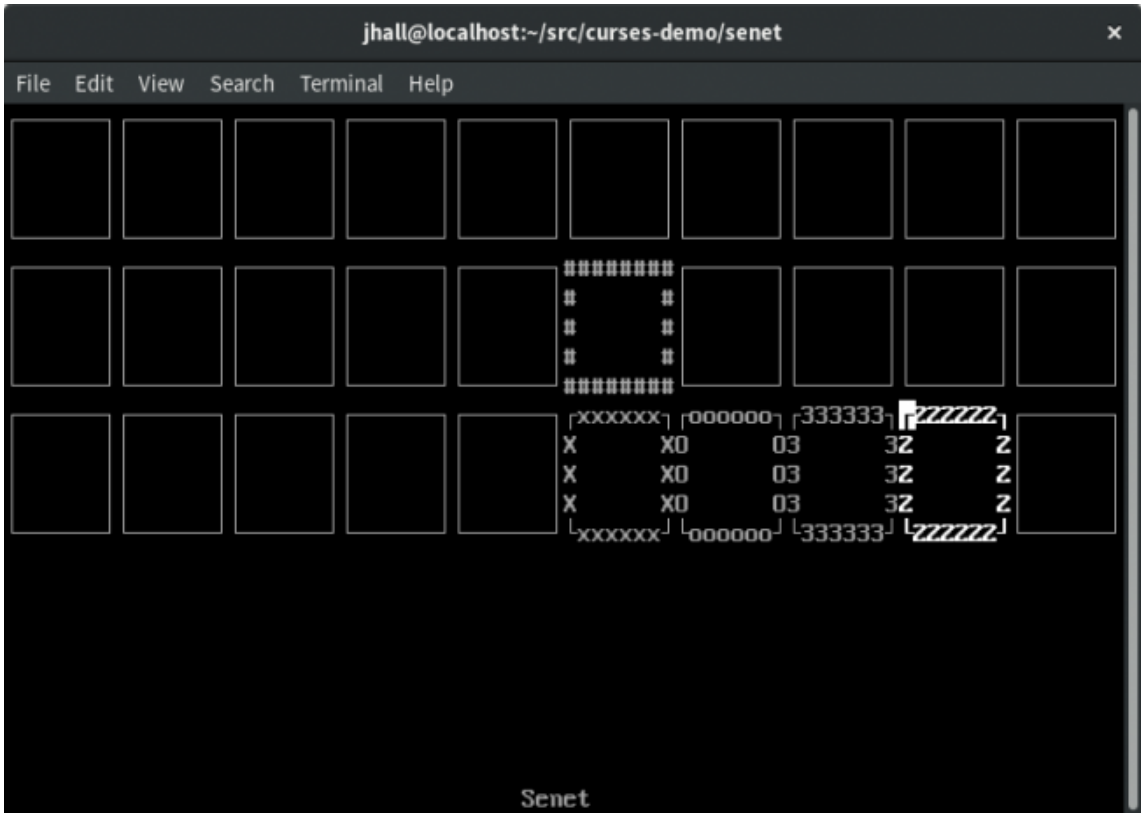 jhall@localhost:~/src/curses-demo/senet ×
File Edit View Search Terminal Help
########
# #
# #
# #
########
xxxxxx oooooo 333333 ZZZZZZ
X XO O3 3Z Z
X XO O3 3Z Z
X XO O3 3Z Z
xxxxxx oooooo 333333 ZZZZZZ
Senet